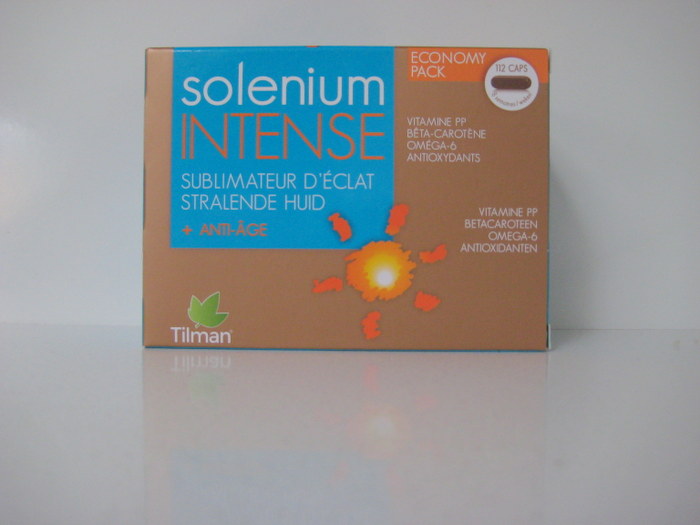 solenium
INTENSE
SUBLIMATEUR D'ÉCLAT
STRALENDE HUID
+ ANTI-ÂGE
ECONOMY
PACK
112 CAPS
VITAMINE PP
BÊTA-CAROTÈNE
OMÉGA-6
ANTIOXYDANTS
VITAMINE PP
BETACAROTEEN
OMEGA-6
ANTIOXIDANTEN
Tilman